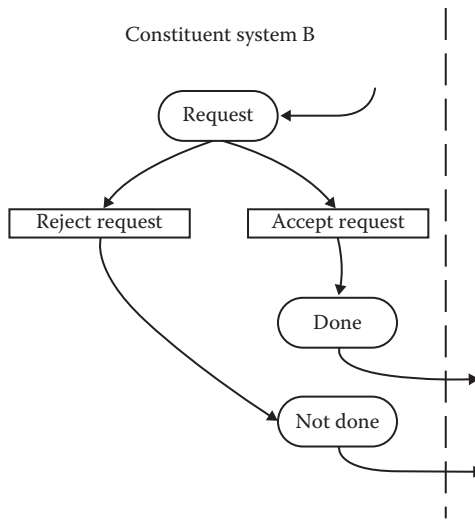 Constituent system B
Request
Reject request
Accept request
Done
Not done